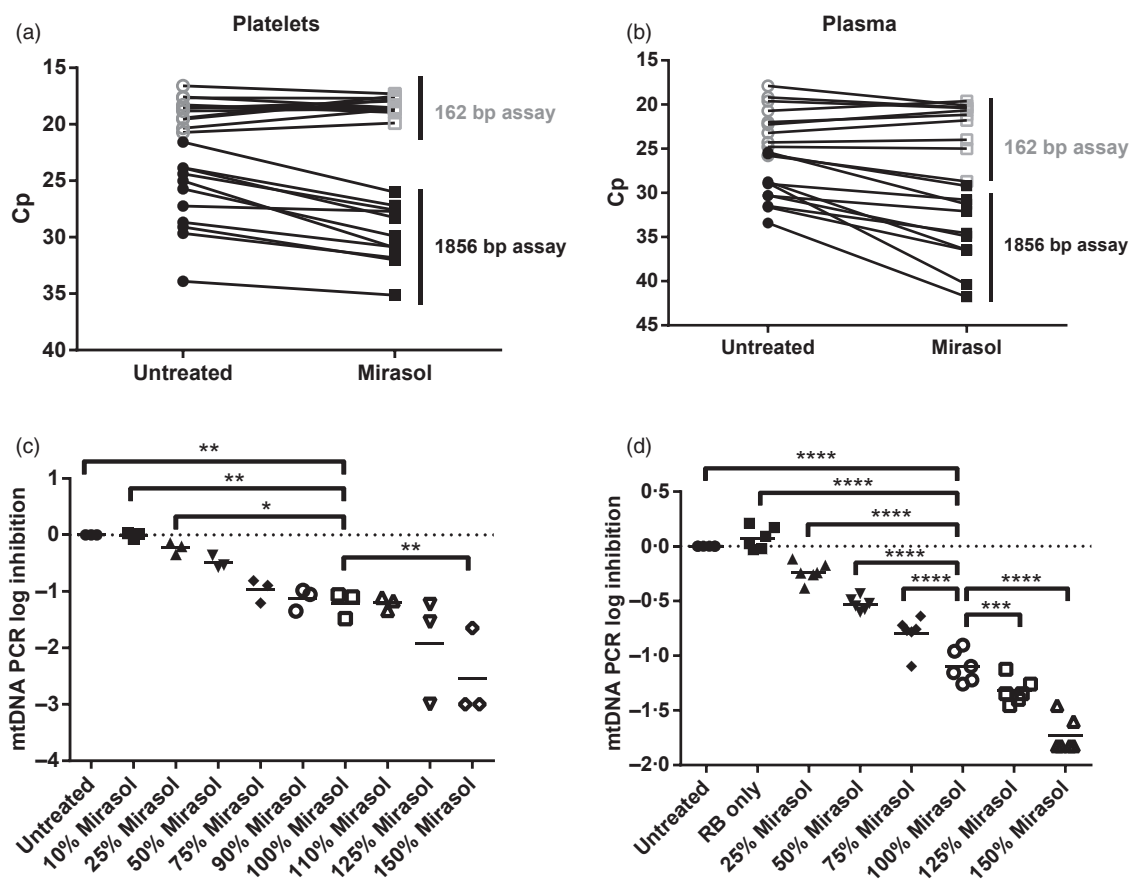 (a)
Platelets
15
20
25
30
35
40
Cp
162 bp assay
1856 bp assay
Untreated
Mirasol
(b)
Plasma
15
20
25
30
35
40
45
Cp
162 bp assay
1856 bp assay
Untreated
Mirasol
(c)
**
**
*
**
1
0
–1
–2
–3
–4
mtDNA PCR log inhibition
Untreated
10% Mirasol
25% Mirasol
50% Mirasol
75% Mirasol
90% Mirasol
100% Mirasol
110% Mirasol
125% Mirasol
150% Mirasol
(d)
****
****
****
****
****
****
***
0·5
0·0
–0·5
–1·0
–1·5
–2·0
mtDNA PCR log inhibition
Untreated
RB only
25% Mirasol
50% Mirasol
75% Mirasol
100% Mirasol
125% Mirasol
150% Mirasol